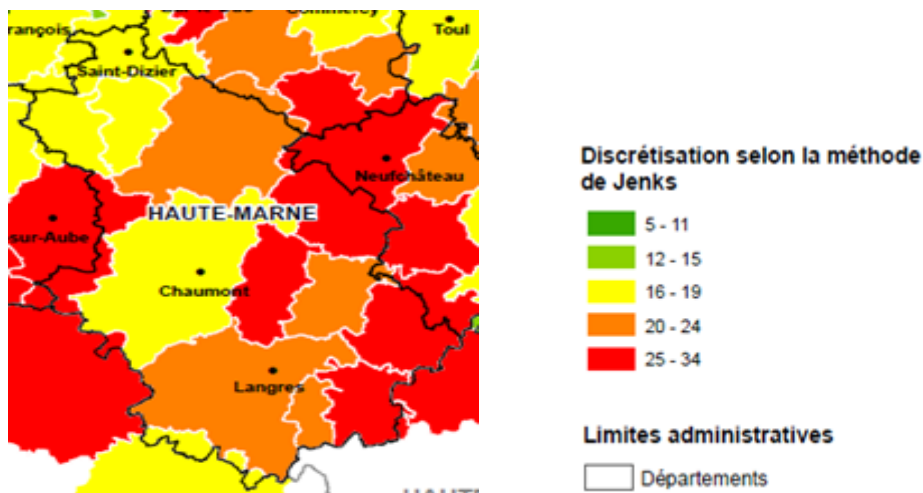 rançois
Commercy
Toul
Saint-Dizier
Neufchâteau
HAUTE-MARNE
sur-Aube
Chaumont
Langres
Discrétisation selon la méthode
de Jenks
5 - 11
12 - 15
16 - 19
20 - 24
25 - 34
Limites administratives
Départements